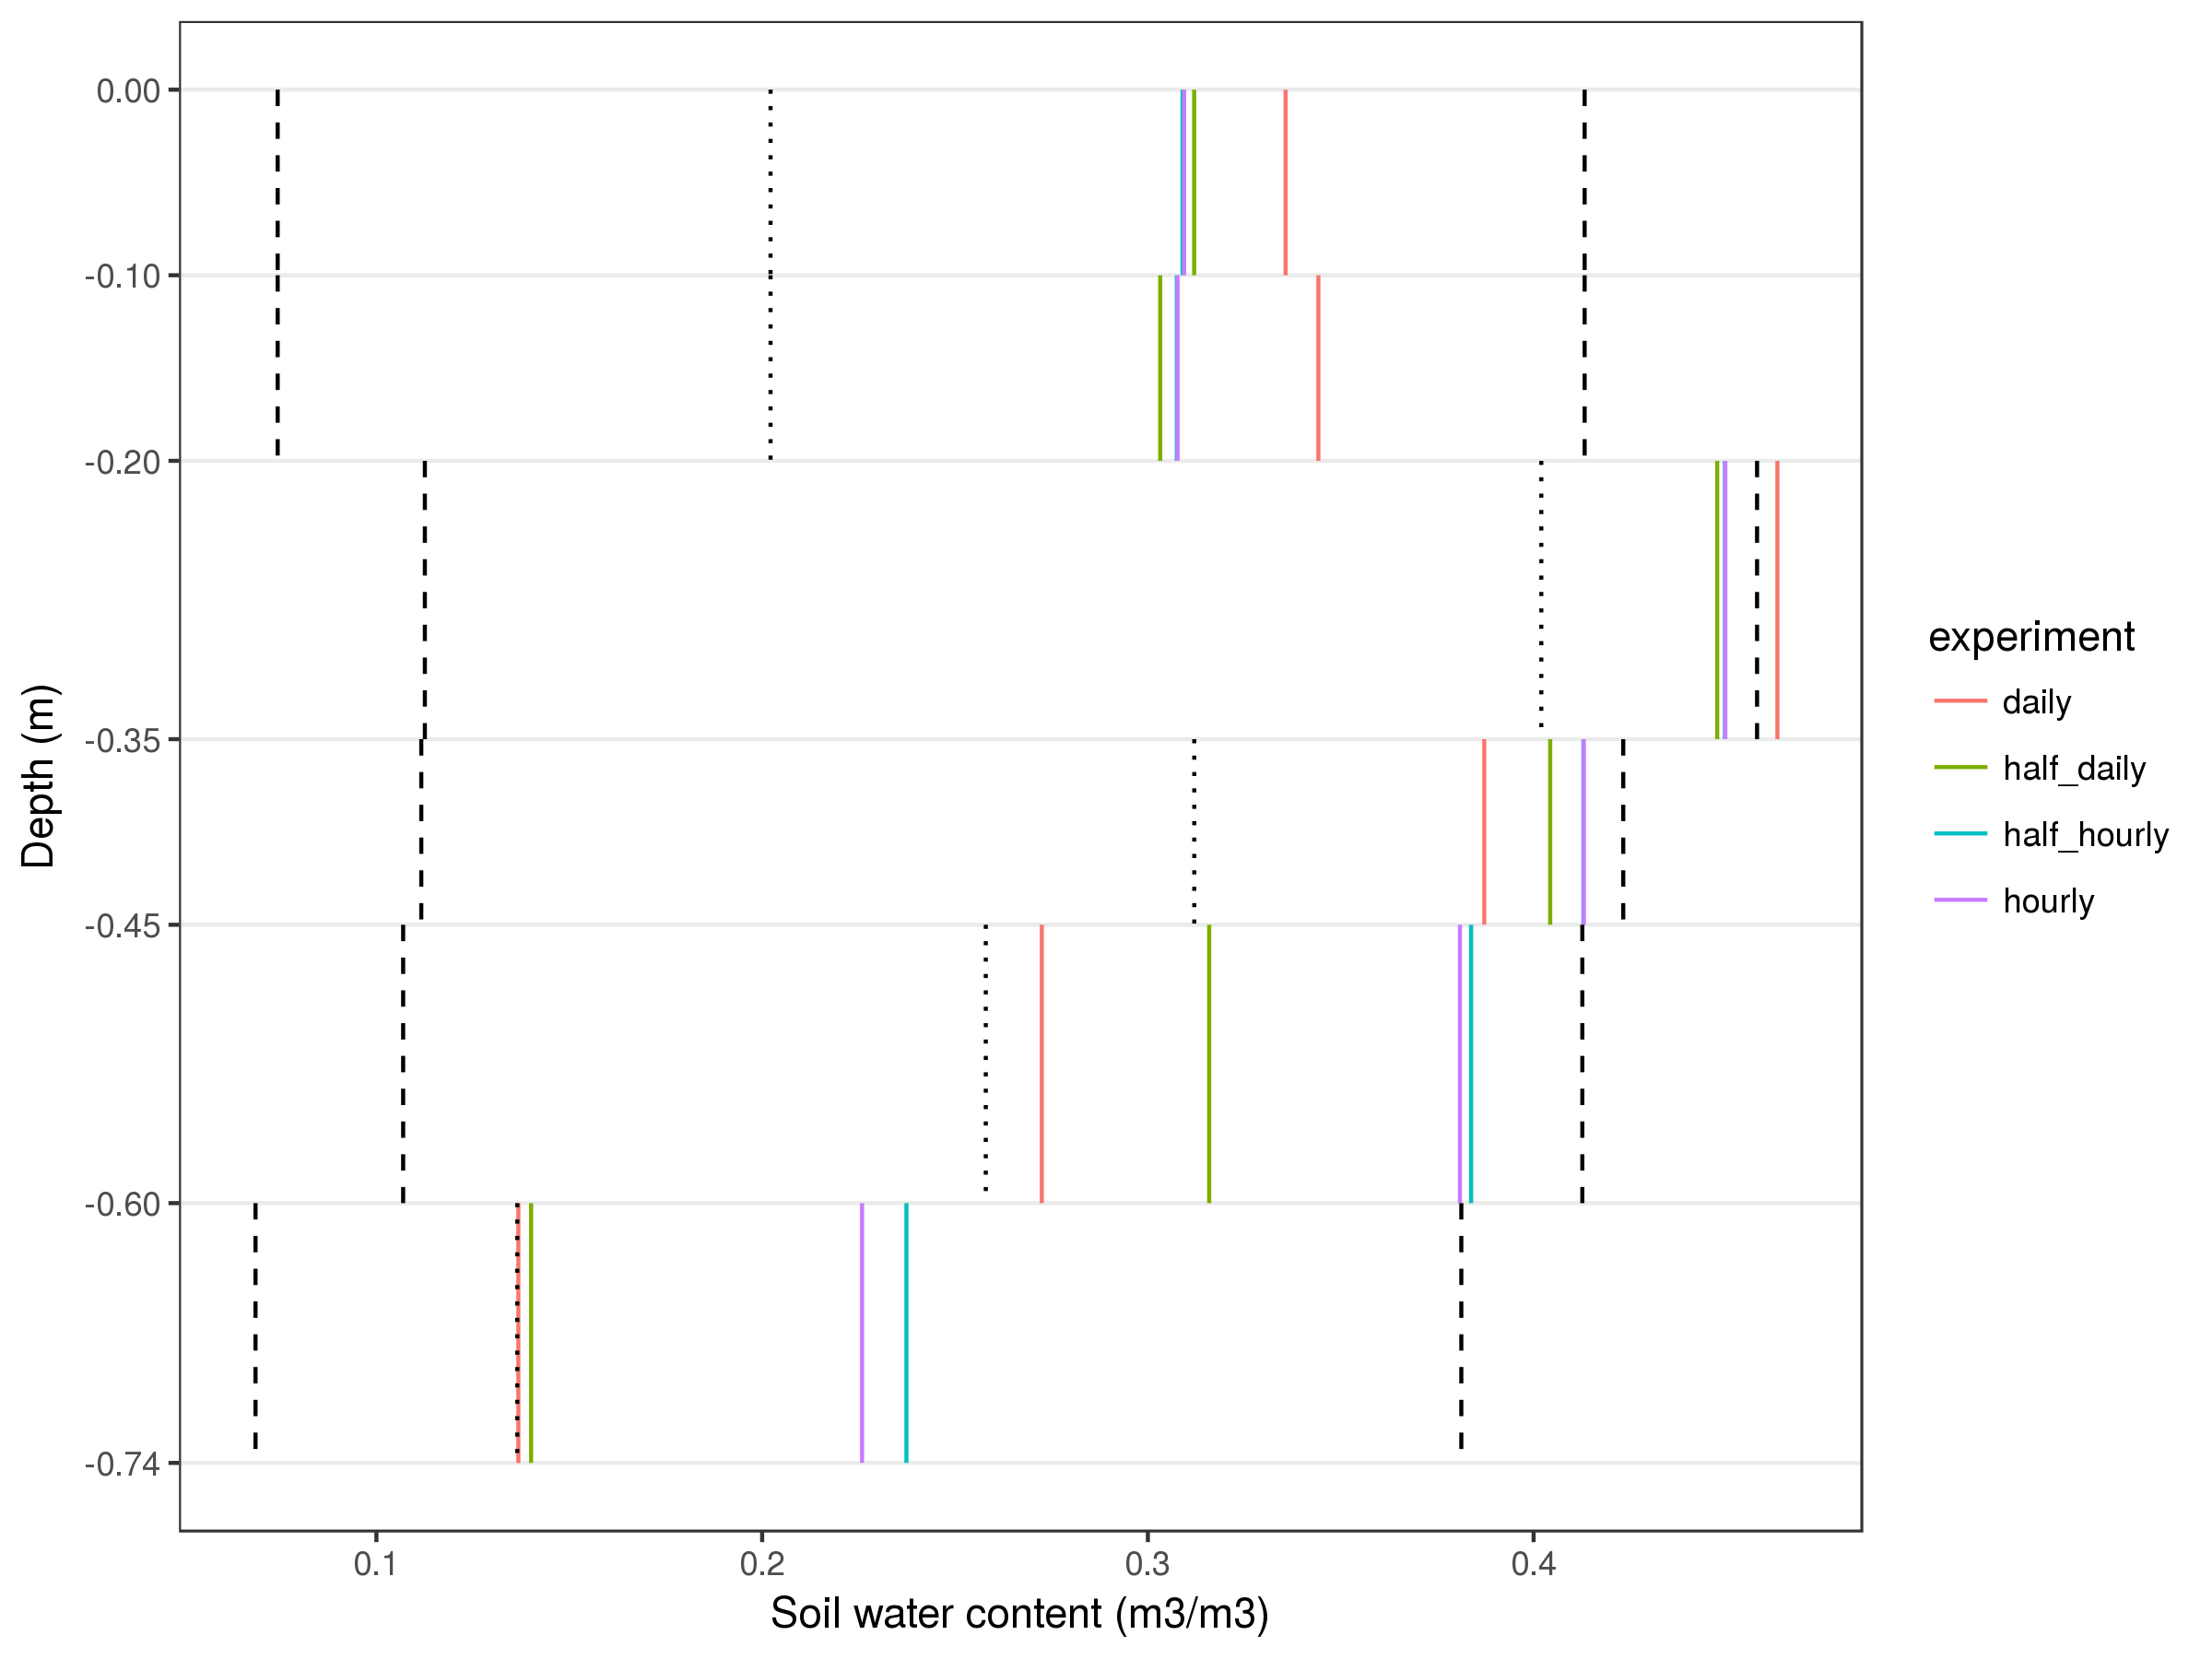 0.00
-0.10
-0.20
-0.35
-0.45
-0.60
-0.74
Depth (m)
0.1
0.2
0.3
0.4
Soil water content (m3/m3)
experiment
daily
half_daily
half_hourly
hourly